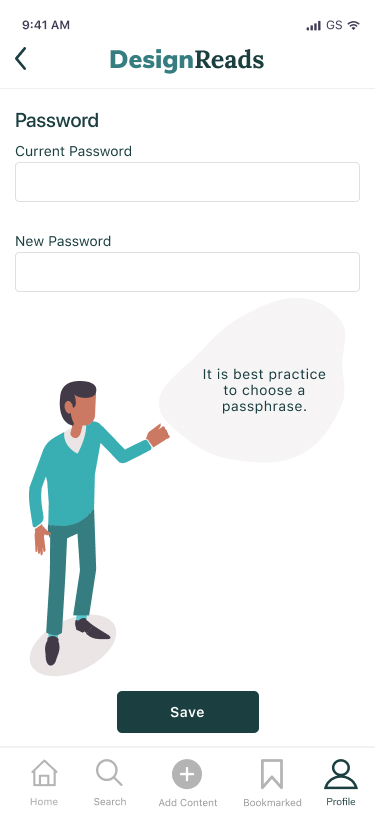 9:41 AM
GS
DesignReads
Password
Current Password
New Password
It is best practice
to choose a
passphrase.
Save
Home
Search
Add Content
Bookmarked
Profile